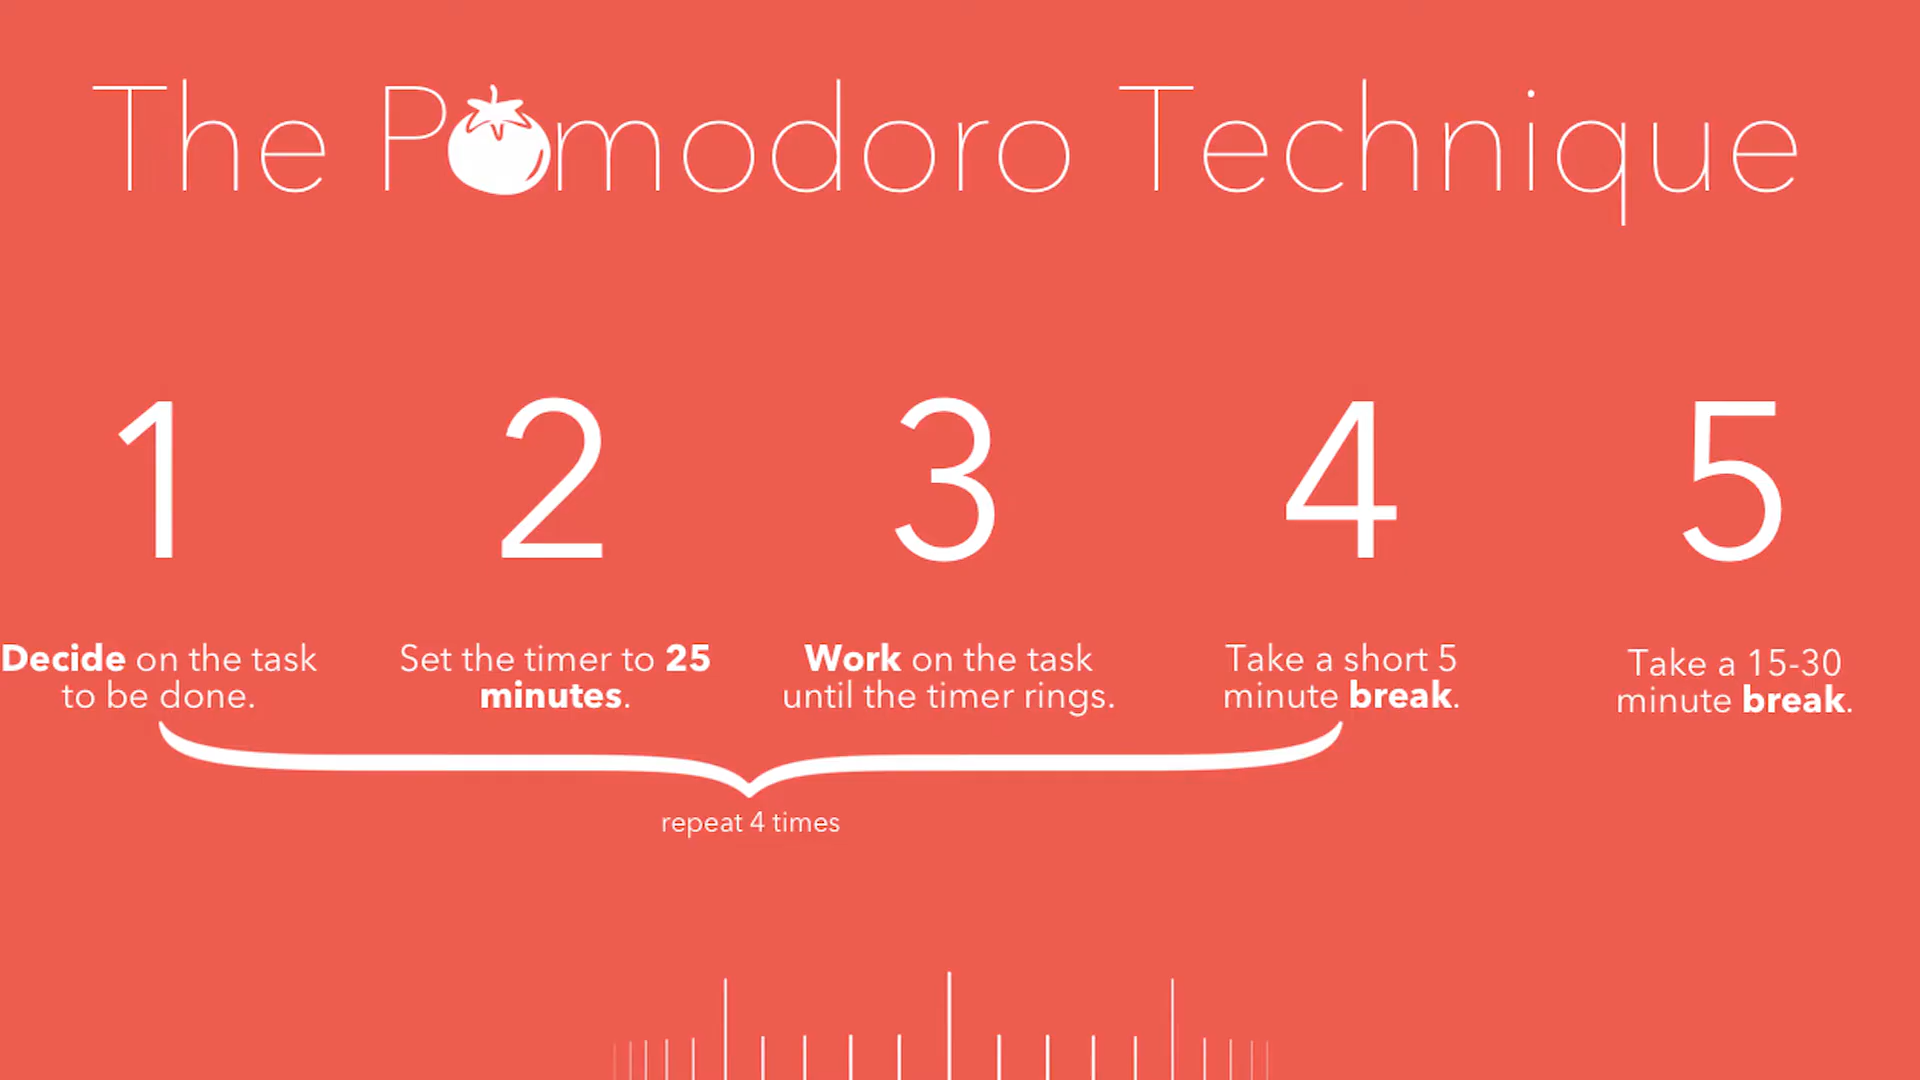 The Pomodoro Technique
1
2
3
4
5
Decide on the task
to be done.
Set the timer to 25
minutes.
Work on the task
until the timer rings.
Take a short 5
minute break.
Take a 15-30
minute break.
repeat 4 times